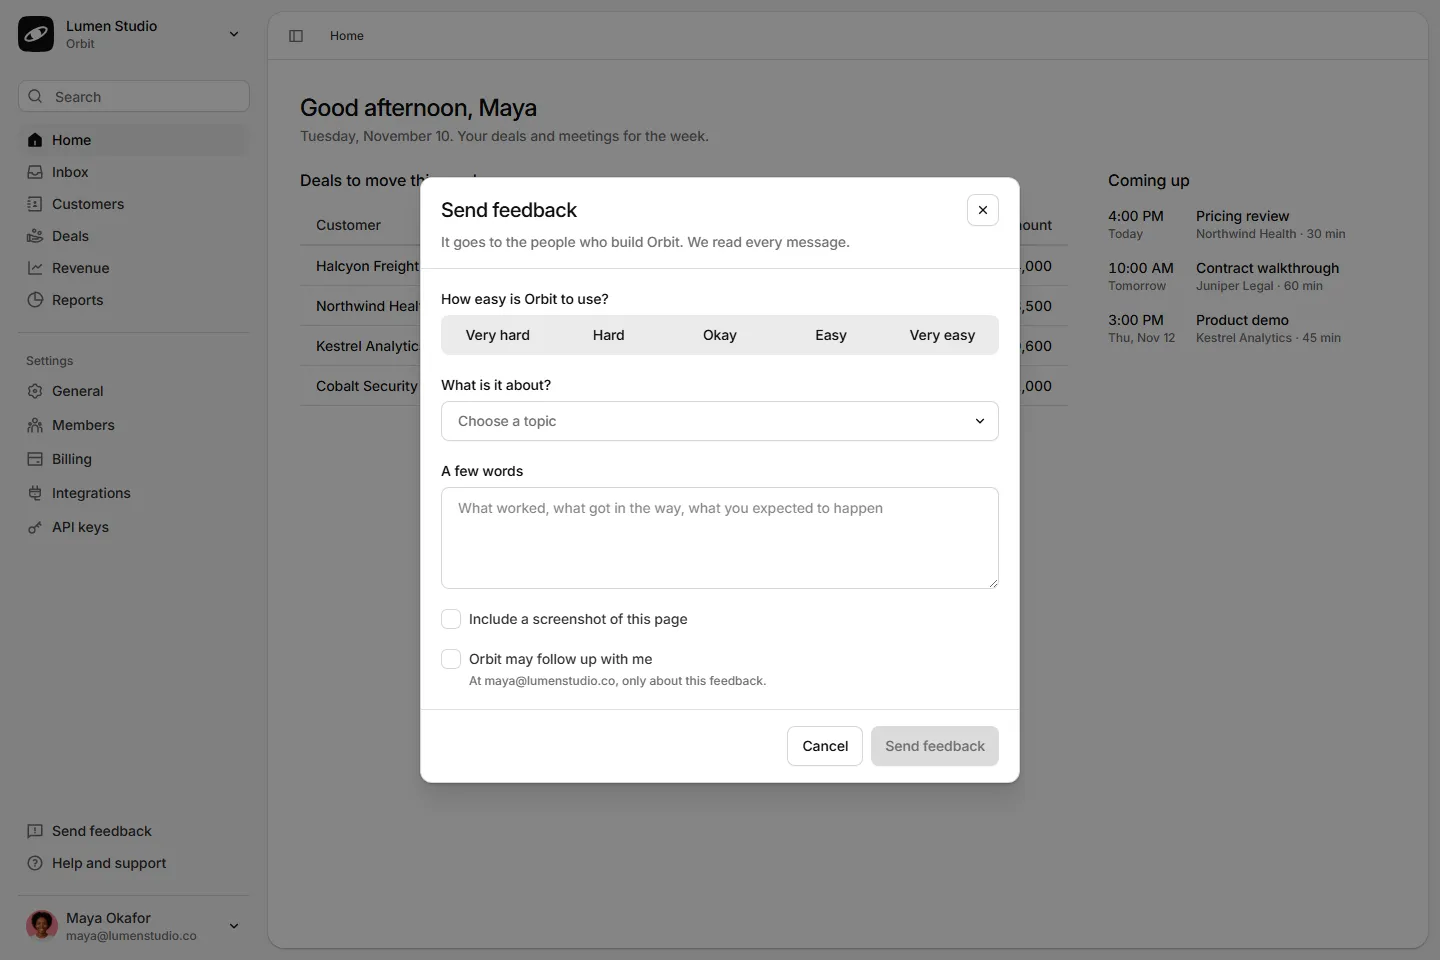 Lumen Studio
Orbit
Search
Home
Inbox
Customers
Deals
Revenue
Reports
Settings
General
Members
Billing
Integrations
API keys
Send feedback
Help and support
Maya Okafor
maya@lumenstudio.co
Home
Good afternoon, Maya
Tuesday, November 10. Your deals and meetings for the week.
Deals to move
Customer
Halcyon Freight
Northwind
Kestrel
Cobalt Security
,000
,500
,600
,000
Coming up
4:00 PM Pricing review
Today Northwind Health · 30 min
10:00 AM Contract walkthrough
Tomorrow Juniper Legal · 60 min
3:00 PM Product demo
Thu, Nov 12 Kestrel Analytics · 45 min
Send feedback
It goes to the people who build Orbit. We read every message.
How easy is Orbit to use?
Very hard Hard Okay Easy Very easy
What is it about?
Choose a topic
A few words
What worked, what got in the way, what you expected to happen
Include a screenshot of this page
Orbit may follow up with me
At maya@lumenstudio.co, only about this feedback.
Cancel Send feedback